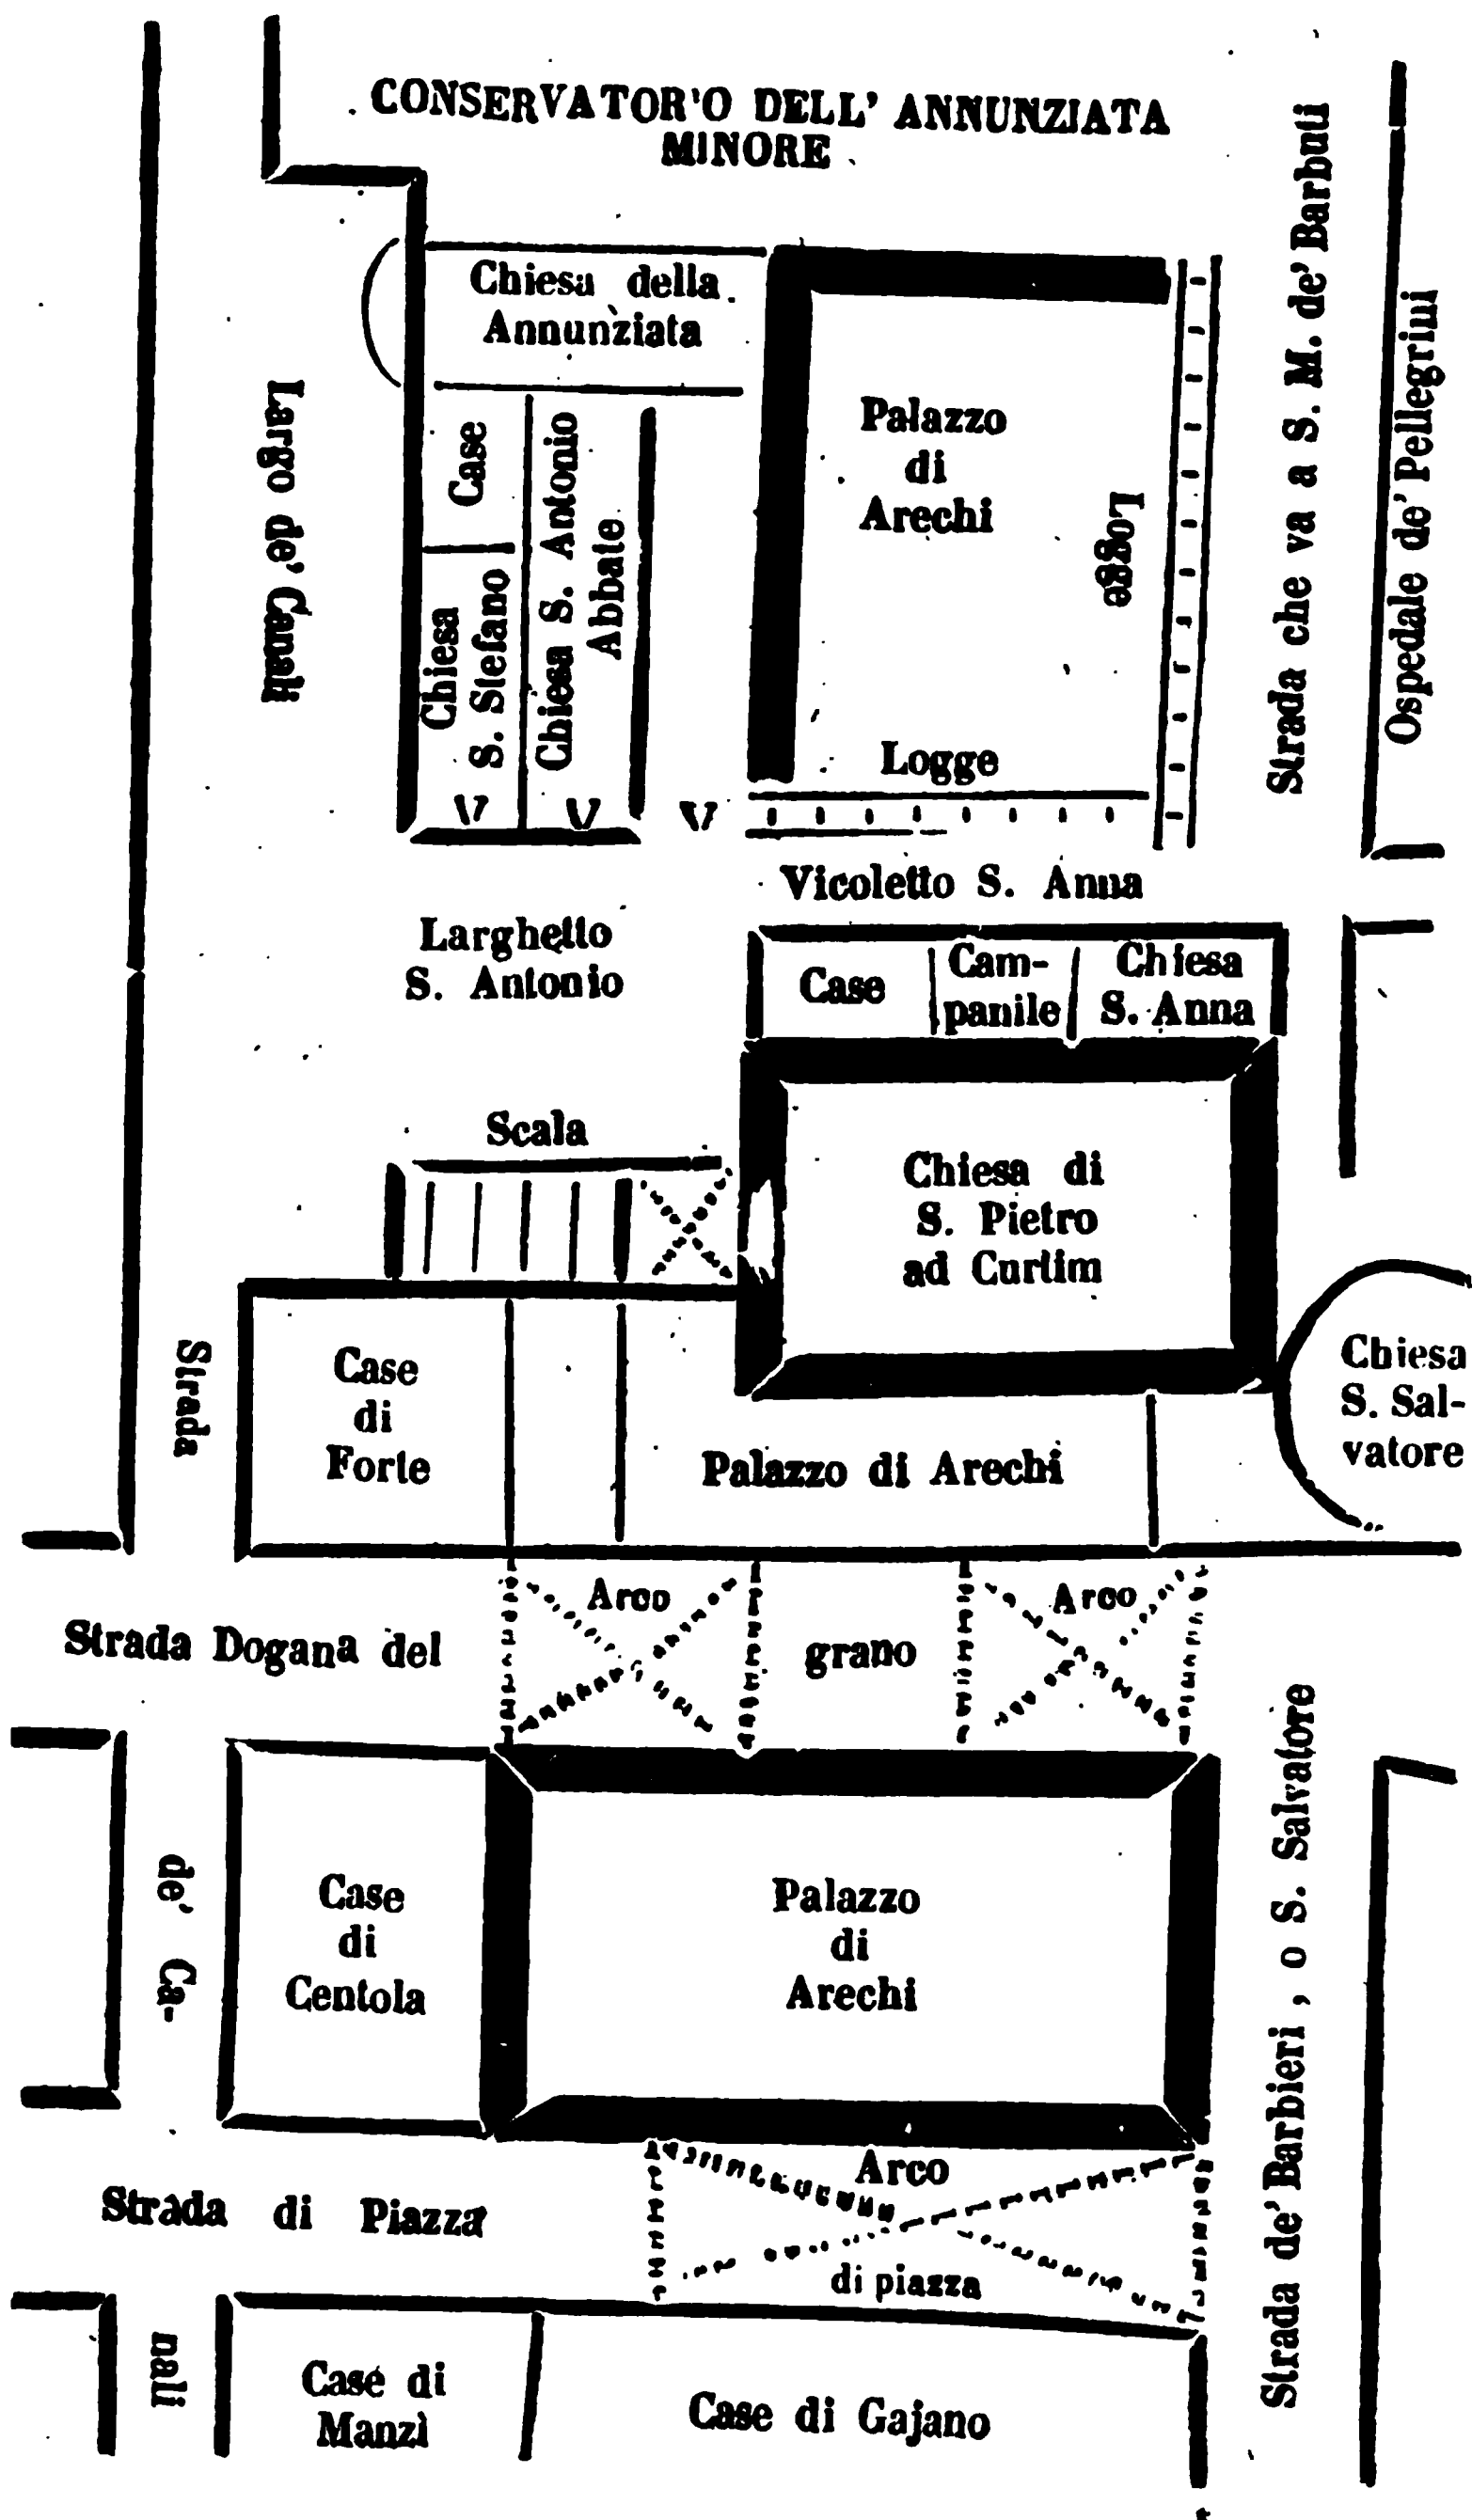 CONSERVATOR'O DELL' ANNUNZIATA
MINORE
Chiesa della
Annunziata
Largo de' Canali
Case
Chiesa
S. Stefano
Chiesa S. Antonio
Abbate
Palazzo
di
Arechi
Logge
Logge
Strada che va a S. M. de' Barbuti
Ospedale de' Pellegrini
V V V
Vicoletto S. Anna
Larghetto
S. Antonio
Case
Cam-
panile
Chiesa
S. Anna
Scala
Chiesa di
S. Pietro
ad Curtim
Strada
Case
di
Forte
Palazzo di Arechi
Chiesa
S. Sal-
vatore
Arco
Arco
Strada Dogana del grano
de' Ca-
Case
di
Centola
Palazzo
di
Arechi
Strada de' Barbieri, o S. Salvatore
Strada di Piazza
Arco
di piazza
nali
Case di
Manzi
Case di Gajano